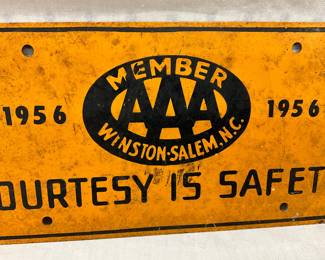 MEMBER
1956 AAA 1956
WINSTON-SALEM, N.C.
OURTESY IS SAFET